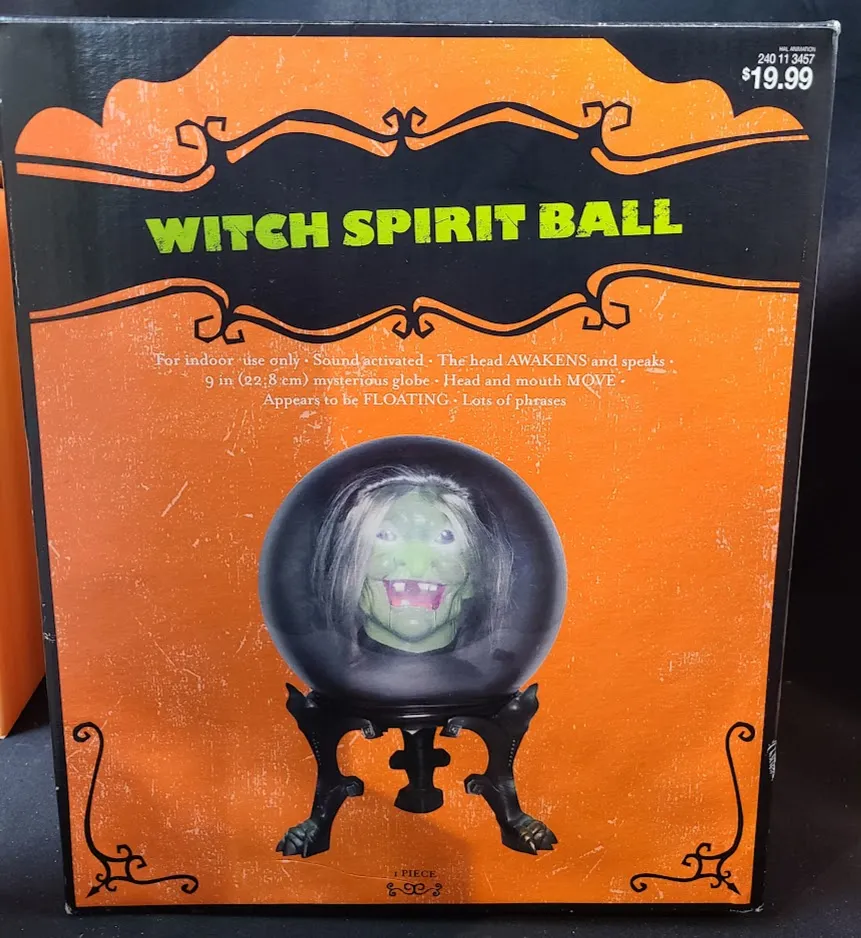 HAL ANIMATION
240 11 3457
$19.99
WITCH SPIRIT BALL
For indoor use only • Sound activated • The head AWAKENS and speaks •
9 in (22.8 cm) mysterious globe • Head and mouth MOVE •
Appears to be FLOATING • Lots of phrases
1 PIECE